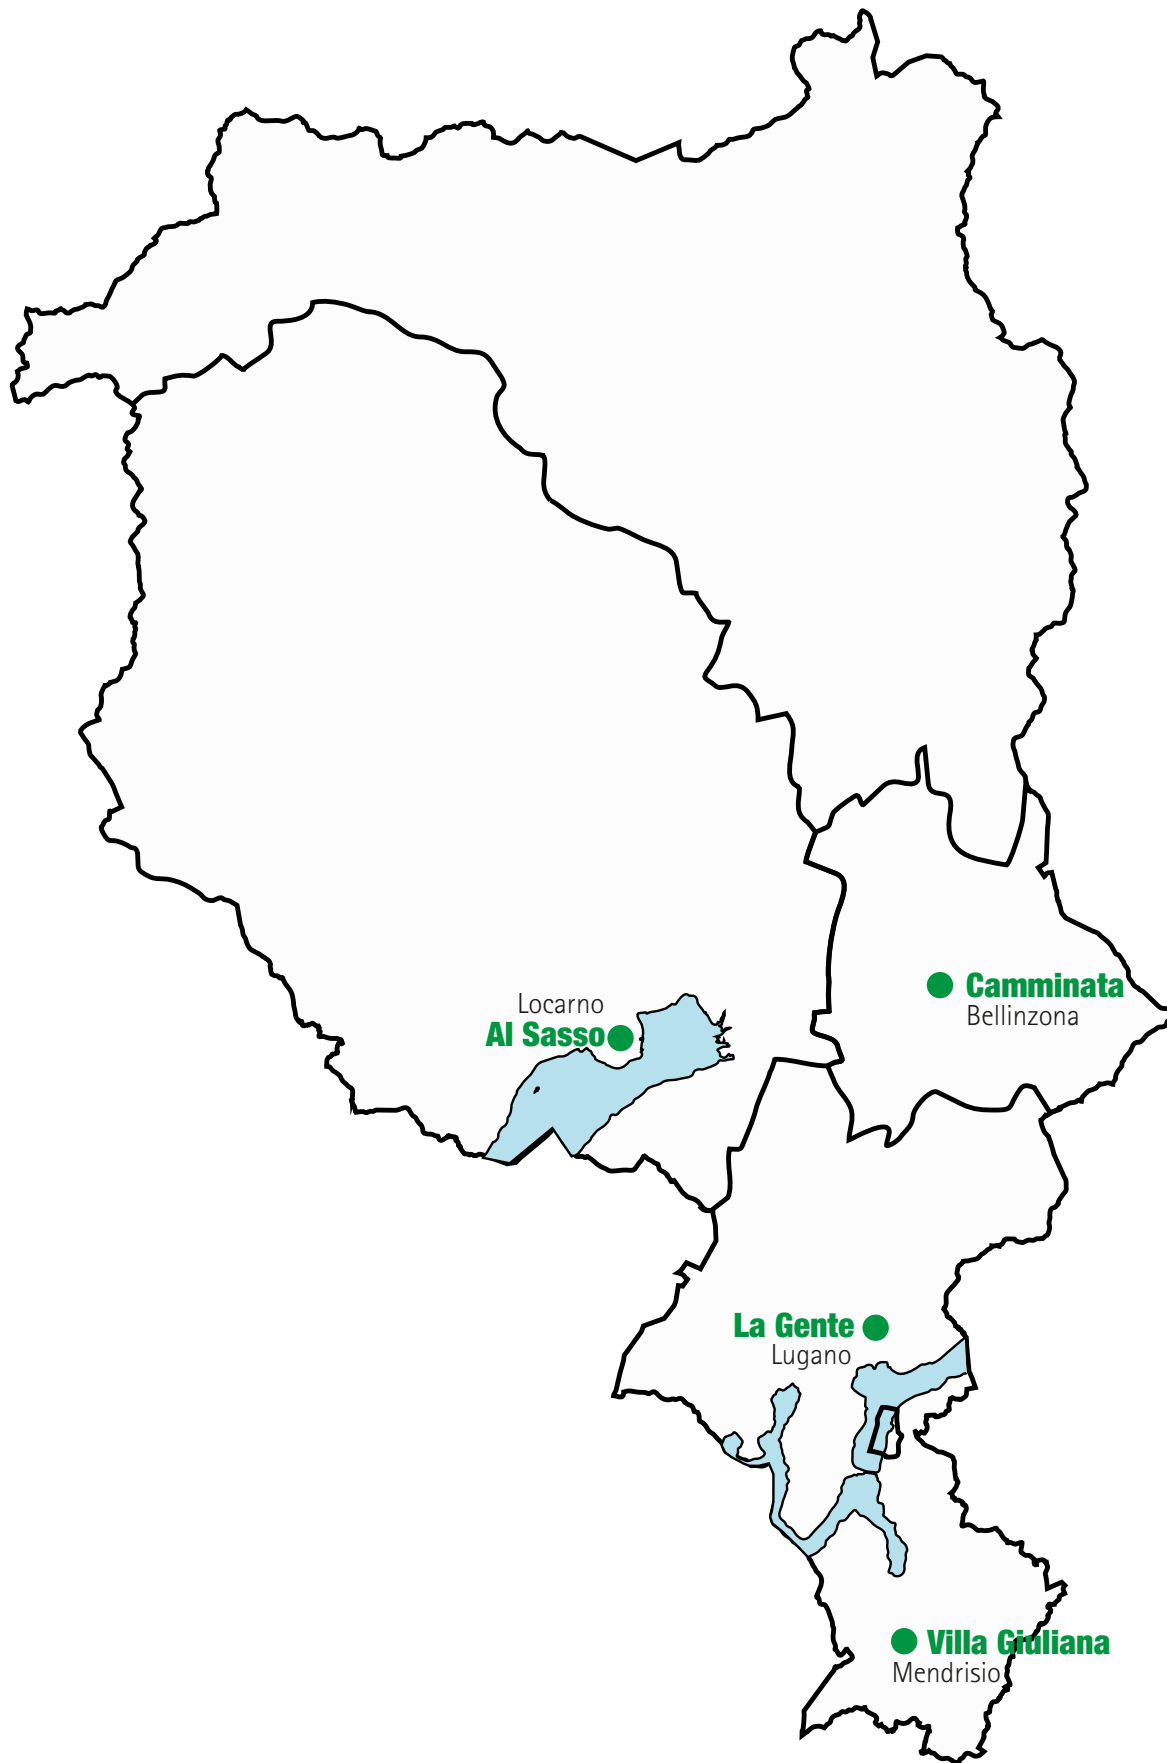 Camminata
Bellinzona
Locarno
Al Sasso
La Gente
Lugano
Villa Giuliana
Mendrisio